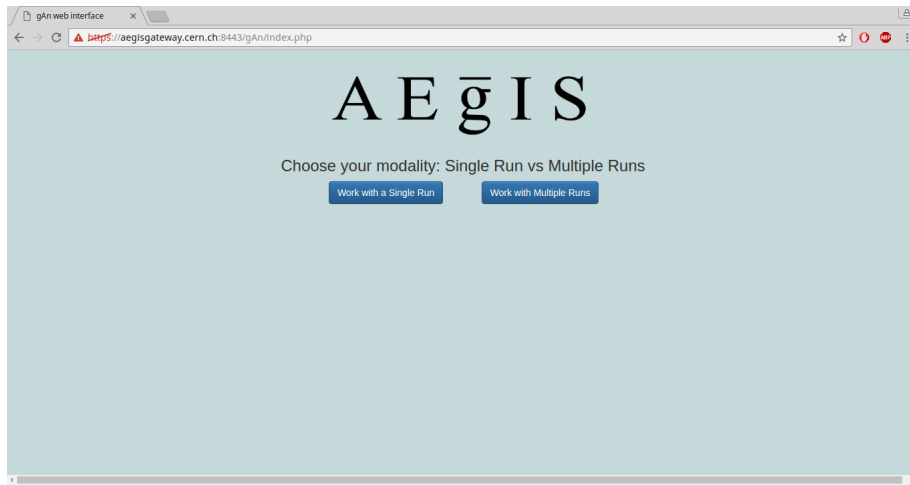 gAn web interface
https://aegisgateway.cern.ch:8443/gAn/Index.php
ABP
A E g̅ I S
Choose your modality: Single Run vs Multiple Runs
Work with a Single Run
Work with Multiple Runs